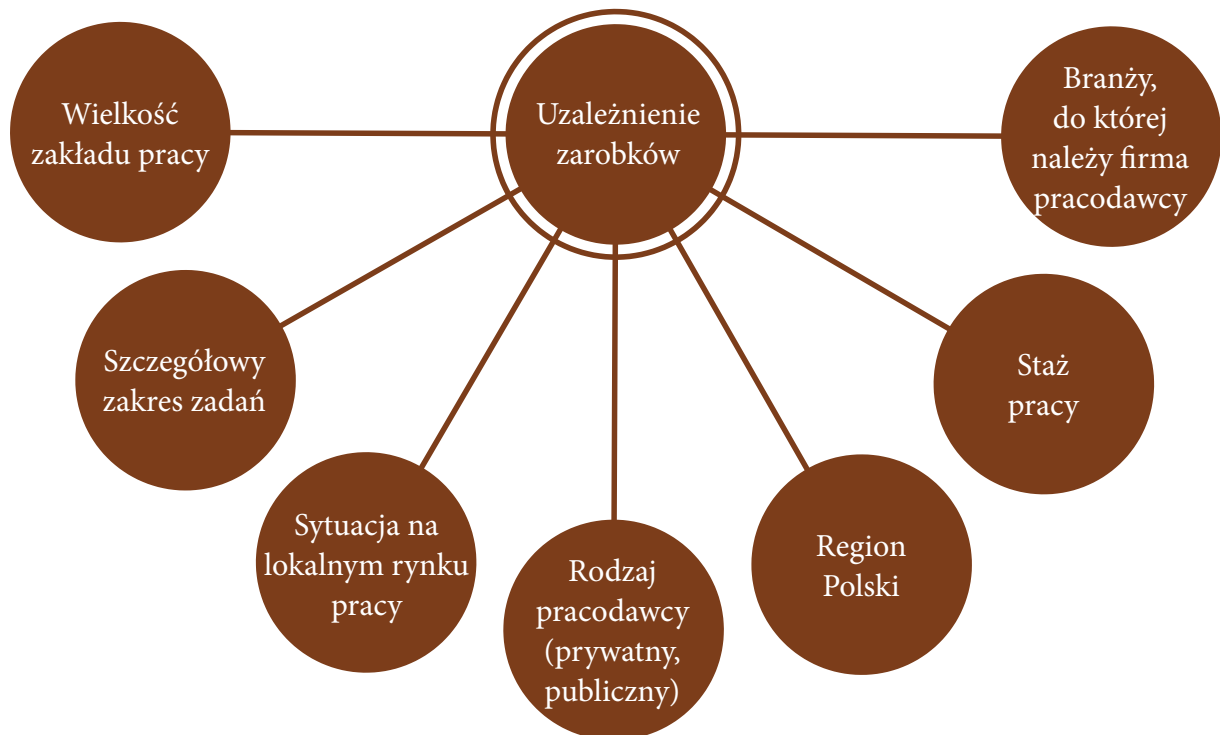 Uzależnienie
zarobków
Wielkość
zakładu pracy
Szczegółowy
zakres zadań
Sytuacja na
lokalnym rynku
pracy
Rodzaj
pracodawcy
(prywatny,
publiczny)
Region
Polski
Staż
pracy
Branży,
do której
należy firma
pracodawcy